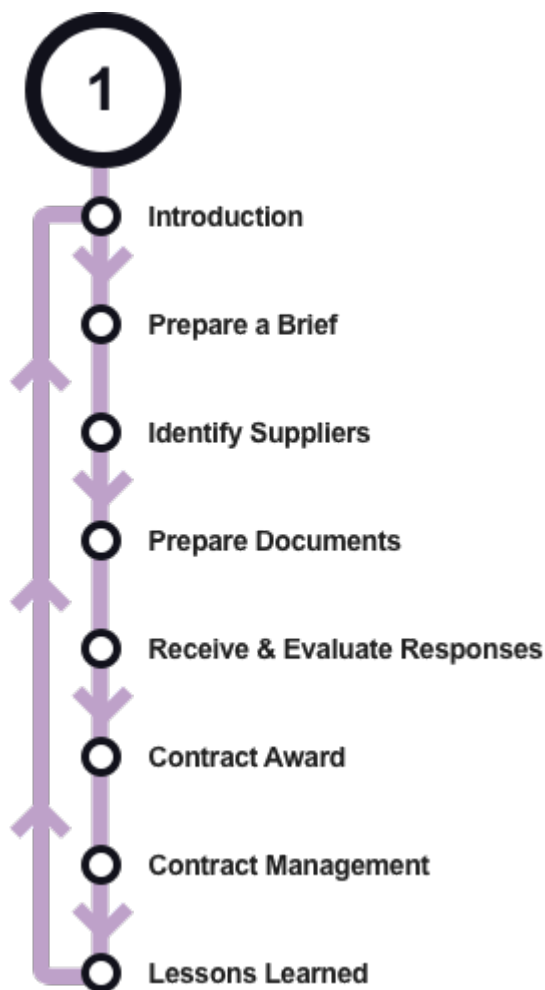 1
Introduction
Prepare a Brief
Identify Suppliers
Prepare Documents
Receive & Evaluate Responses
Contract Award
Contract Management
Lessons Learned